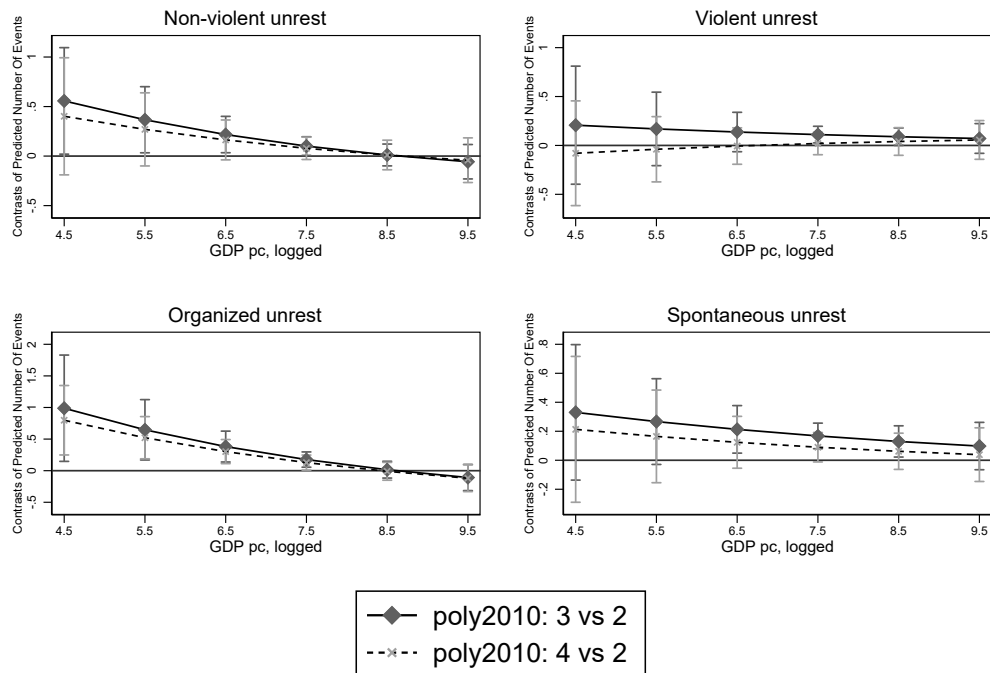 Non-violent unrest
Contrasts of Predicted Number Of Events
1
.5
0
-.5
4.5 5.5 6.5 7.5 8.5 9.5
GDP pc, logged
Violent unrest
Contrasts of Predicted Number Of Events
1
.5
0
-.5
4.5 5.5 6.5 7.5 8.5 9.5
GDP pc, logged
Organized unrest
Contrasts of Predicted Number Of Events
2
1.5
1
.5
0
-.5
4.5 5.5 6.5 7.5 8.5 9.5
GDP pc, logged
Spontaneous unrest
Contrasts of Predicted Number Of Events
.8
.6
.4
.2
0
-.2
4.5 5.5 6.5 7.5 8.5 9.5
GDP pc, logged
poly2010: 3 vs 2
poly2010: 4 vs 2